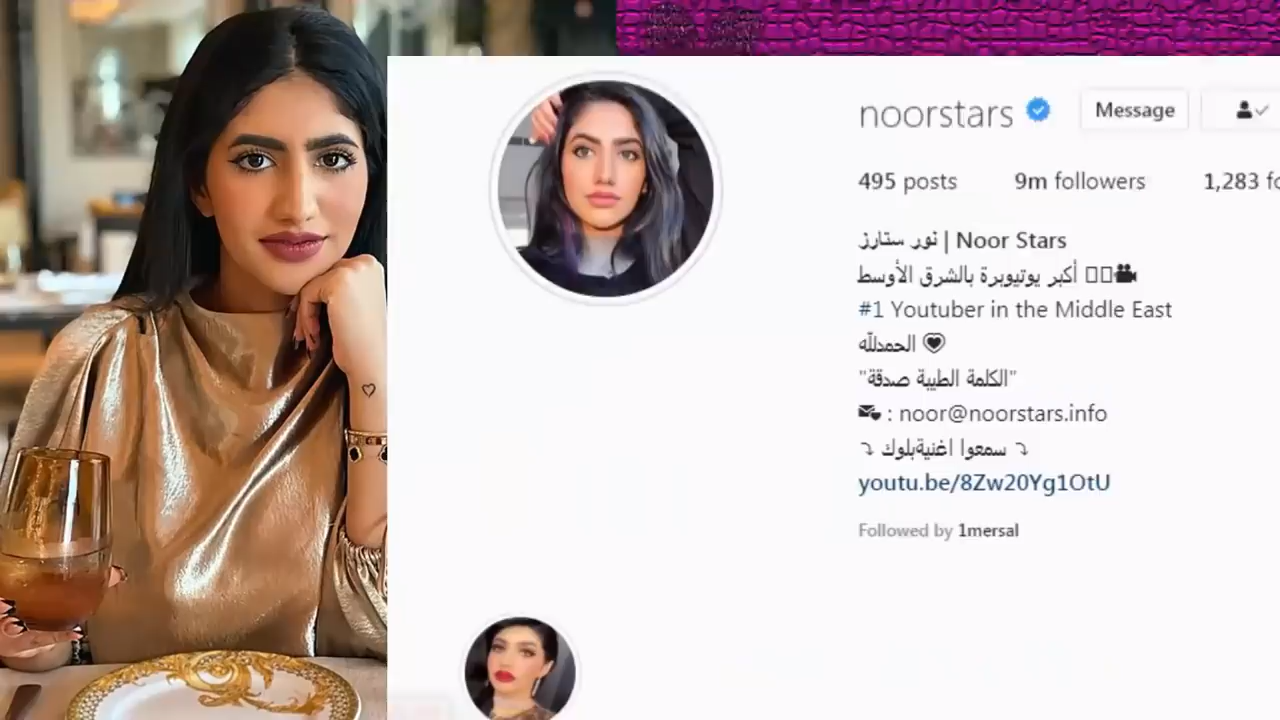 noorstars
Message
495 posts 9m followers 1,283
نور ستارز | Noor Stars
أكبر يوتيوبرة بالشرق الأوسط
#1 Youtuber in the Middle East
الحمدلله
"الكلمة الطيبة صدقة"
: noor@noorstars.info
سمعوا اغنيةبلوك
youtu.be/8Zw20Yg1OtU
Followed by 1mersal